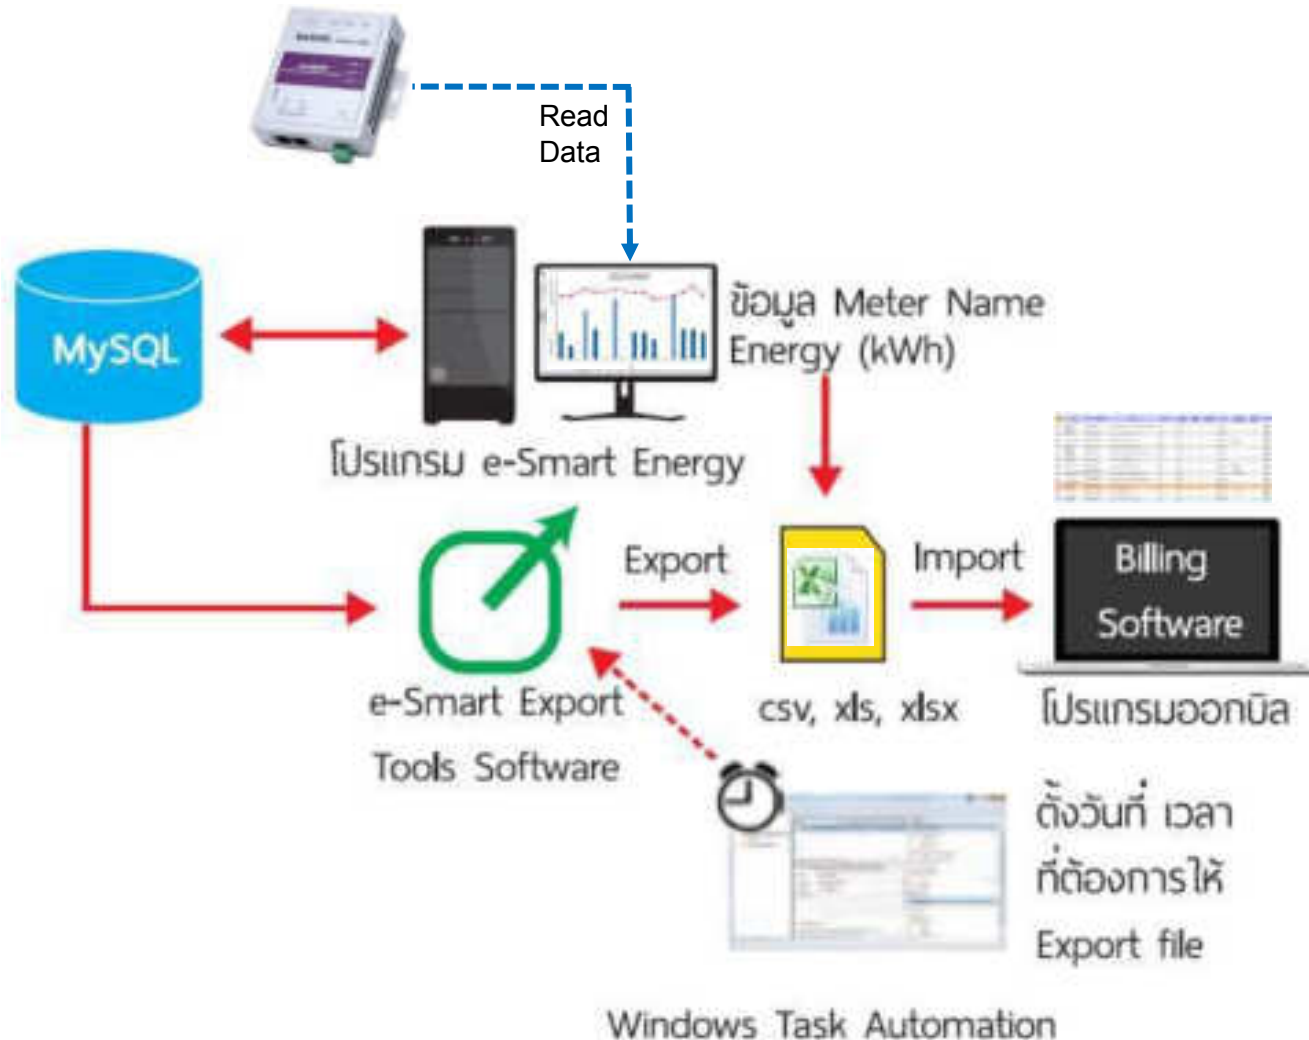 Read
Data
MySQL
ข้อมูล Meter Name
Energy (kWh)
โปรแกรม e-Smart Energy
Export
Import
Billing
Software
e-Smart Export
Tools Software
csv, xls, xlsx
โปรแกรมออกบิล
ตั้งวันที่ เวลา
ที่ต้องการให้
Export file
Windows Task Automation